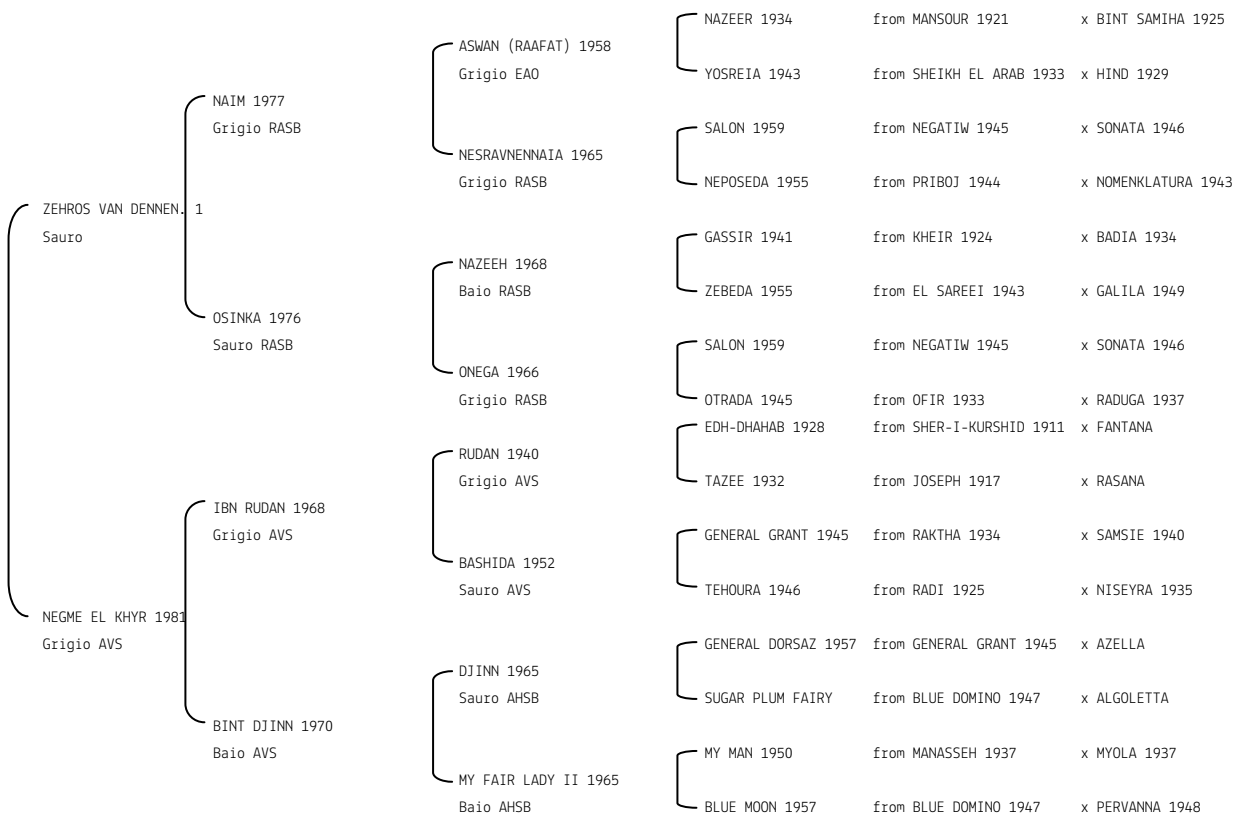 NAZEER 1934 from MANSOUR 1921 x BINT SAMIHA 1925
ASWAN (RAAFAT) 1958
Grigio EAO YOSREIA 1943 from SHEIKH EL ARAB 1933 x HIND 1929
NAIM 1977
Grigio RASB SALON 1959 from NEGATIW 1945 x SONATA 1946
NESRAVNENNAIA 1965
Grigio RASB NEPOSEDA 1955 from PRIBOJ 1944 x NOMENKLATURA 1943
ZEHROS VAN DENNEN. 1
Sauro GASSIR 1941 from KHEIR 1924 x BADIA 1934
NAZEEH 1968
Baio RASB ZEBEDA 1955 from EL SAREEI 1943 x GALILA 1949
OSINKA 1976
Sauro RASB SALON 1959 from NEGATIW 1945 x SONATA 1946
ONEGA 1966
Grigio RASB OTRADA 1945 from OFIR 1933 x RADUGA 1937
EDH-DHAHAB 1928 from SHER-I-KURSHID 1911 x FANTANA
RUDAN 1940
Grigio AVS TAZEE 1932 from JOSEPH 1917 x RASANA
IBN RUDAN 1968
Grigio AVS GENERAL GRANT 1945 from RAKTHA 1934 x SAMSIE 1940
BASHIDA 1952
Sauro AVS TEHOURA 1946 from RADI 1925 x NISEYRA 1935
NEGME EL KHYR 1981
Grigio AVS GENERAL DORSAZ 1957 from GENERAL GRANT 1945 x AZELLA
DJINN 1965
Sauro AHSB SUGAR PLUM FAIRY from BLUE DOMINO 1947 x ALGOLETTA
BINT DJINN 1970
Baio AVS MY MAN 1950 from MANASSEH 1937 x MYOLA 1937
MY FAIR LADY II 1965
Baio AHSB BLUE MOON 1957 from BLUE DOMINO 1947 x PERVANNA 1948